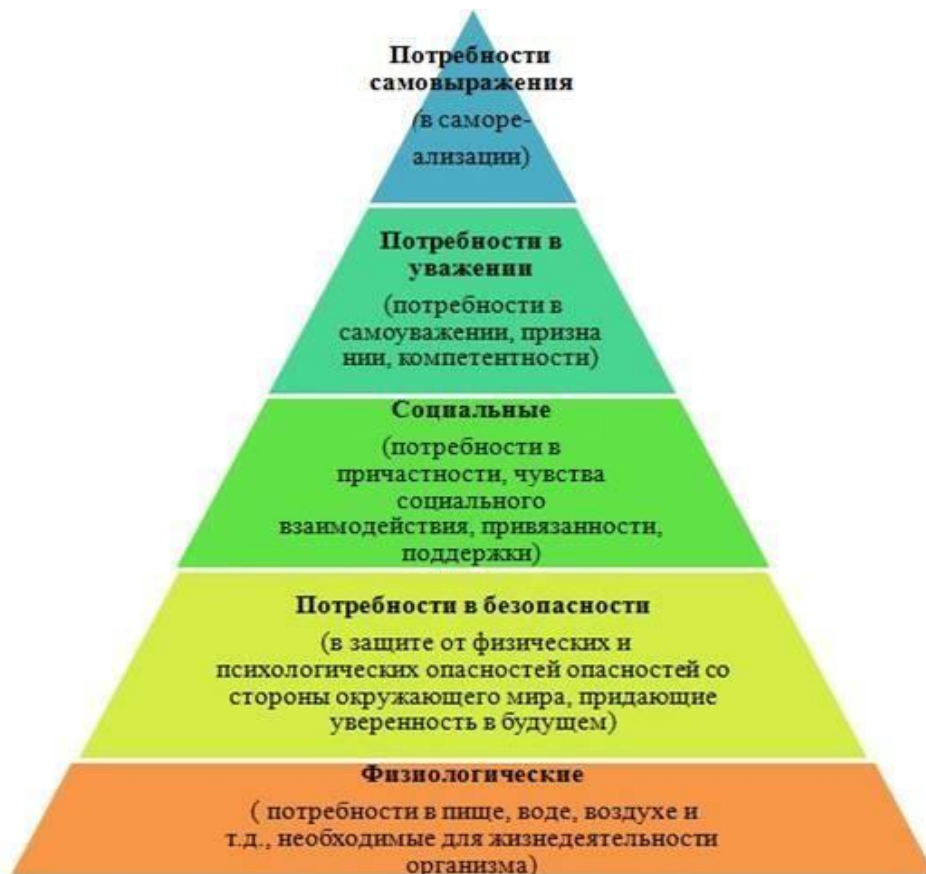 Потребности
самовыражения
(в саморе-
ализации)
Потребности в
уважении
(потребности в
самоуважении, призна
нии, компетентности)
Социальные
(потребности в
причастности, чувства
социального
взаимодействия, привязанности,
поддержки)
Потребности в безопасности
(в защите от физических и
психологических опасностей опасностей со
стороны окружающего мира, придающие
уверенность в будущем)
Физиологические
( потребности в пище, воде, воздухе и
т.д., необходимые для жизнедеятельности
организма)